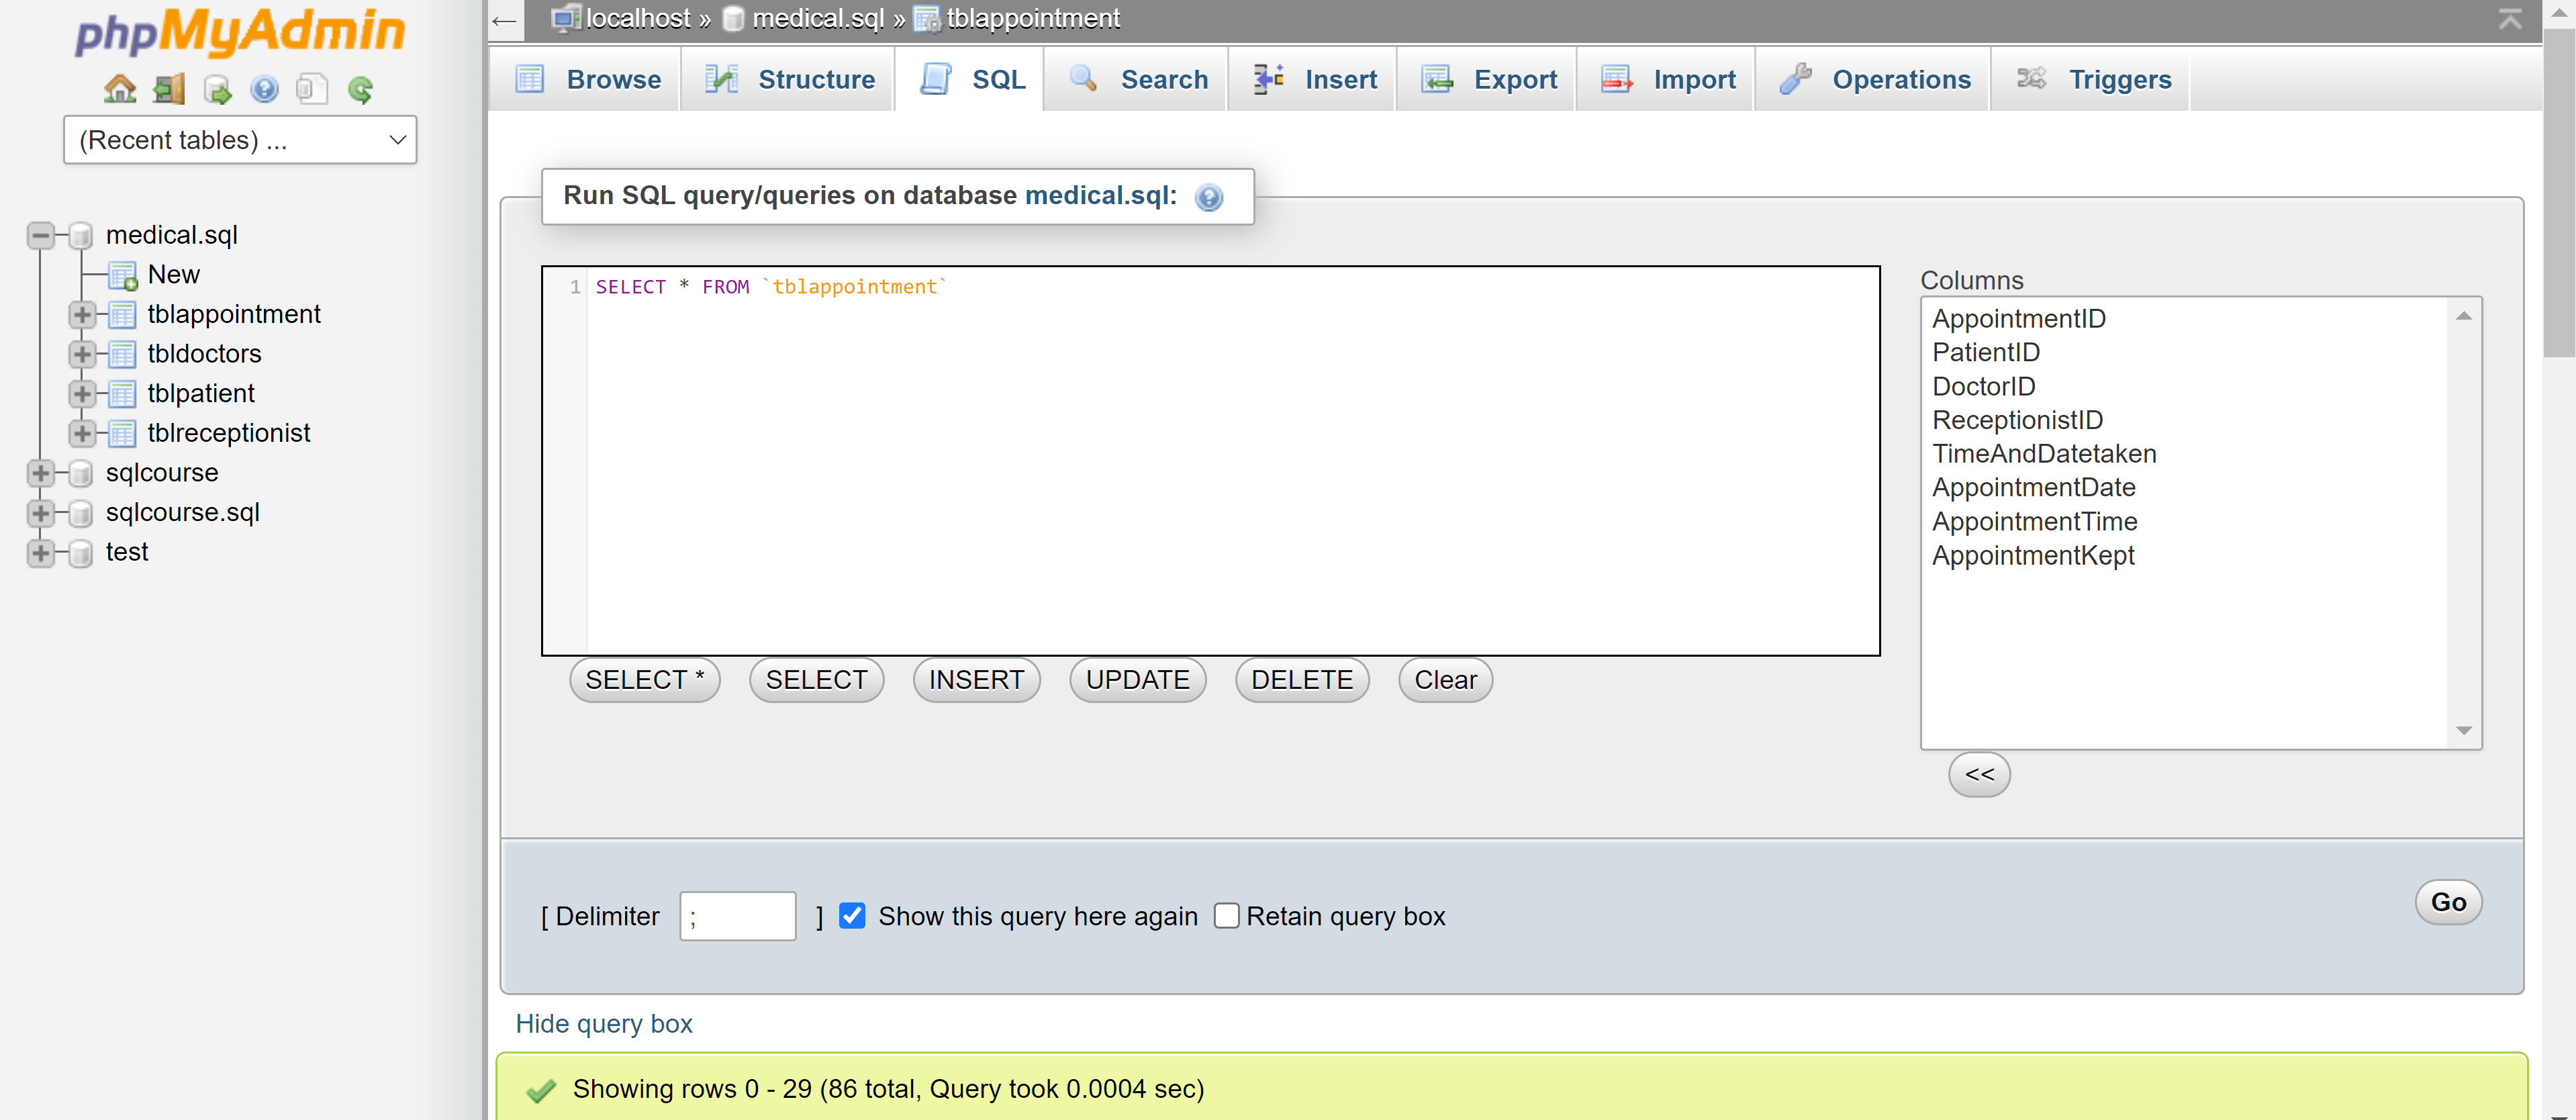 phpMyAdmin
(Recent tables) ...
medical.sql
New
tblappointment
tbldoctors
tblpatient
tblreceptionist
sqlcourse
sqlcourse.sql
test
← localhost » medical.sql » tblappointment
Browse Structure SQL Search Insert Export Import Operations Triggers
Run SQL query/queries on database medical.sql:
1 SELECT * FROM `tblappointment`
SELECT * SELECT INSERT UPDATE DELETE Clear
Columns
AppointmentID
PatientID
DoctorID
ReceptionistID
TimeAndDatetaken
AppointmentDate
AppointmentTime
AppointmentKept
<<
[ Delimiter ; ] Show this query here again Retain query box
Go
Hide query box
Showing rows 0 - 29 (86 total, Query took 0.0004 sec)